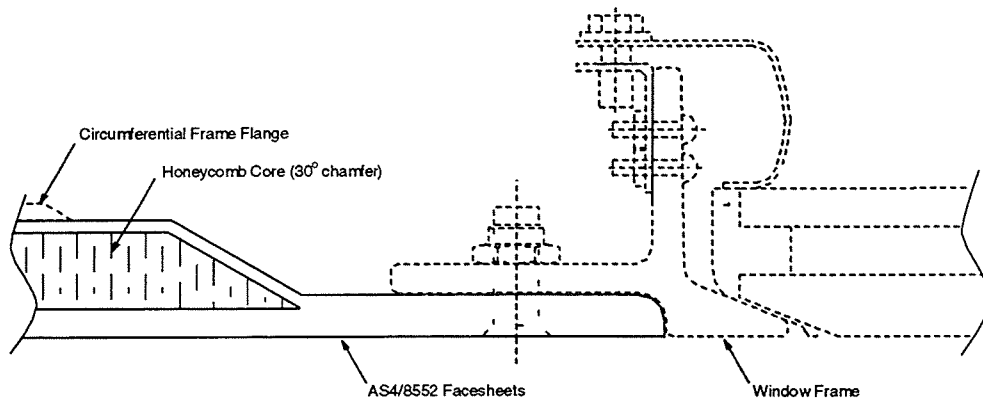 Circumferential Frame Flange
Honeycomb Core (30° chamfer)
AS4/8552 Facesheets
Window Frame